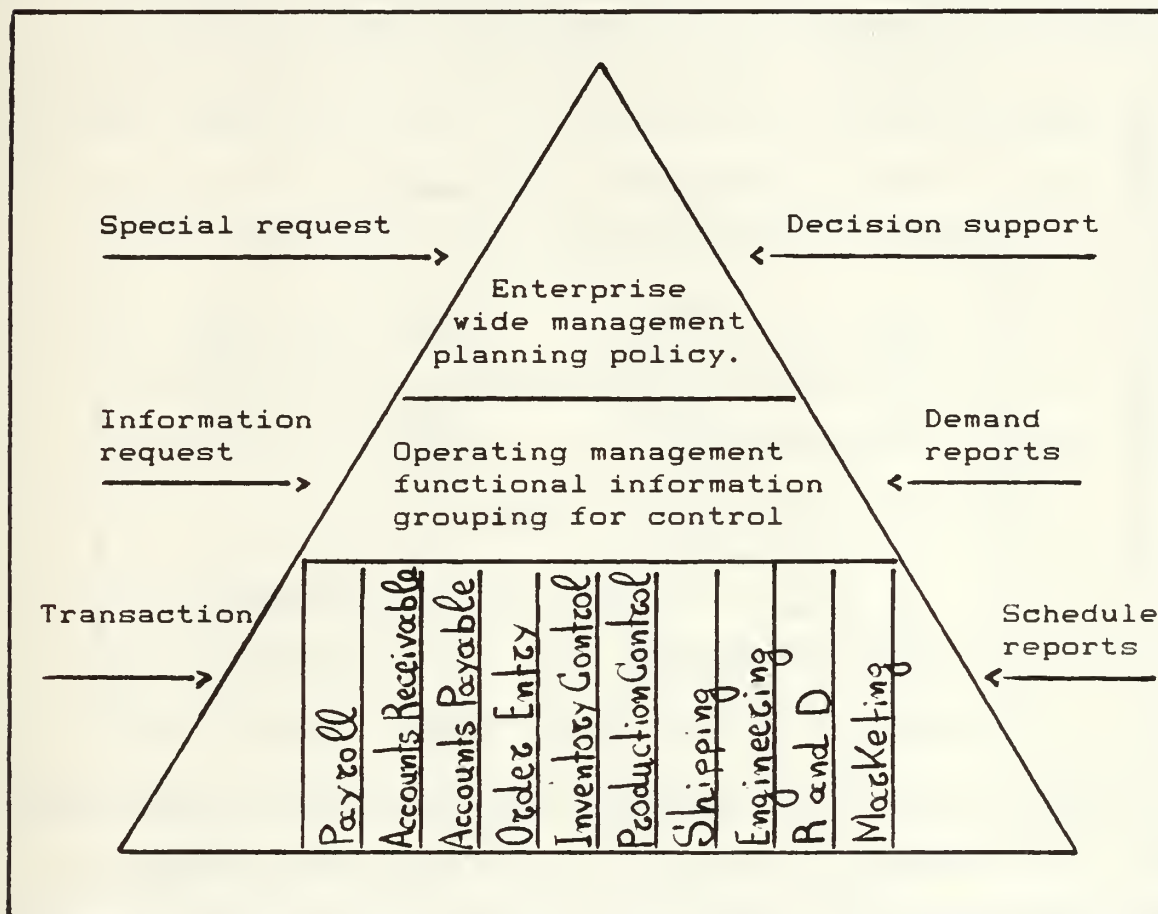 Special request
Decision support
Enterprise
wide management
planning policy.
Information
request
Demand
reports
Operating management
functional information
grouping for control
Transaction
Schedule
reports
Payroll
Accounts Receivable
Accounts Payable
Order Entry
Inventory Control
Production Control
Shipping
Engineering
R and D
Marketing